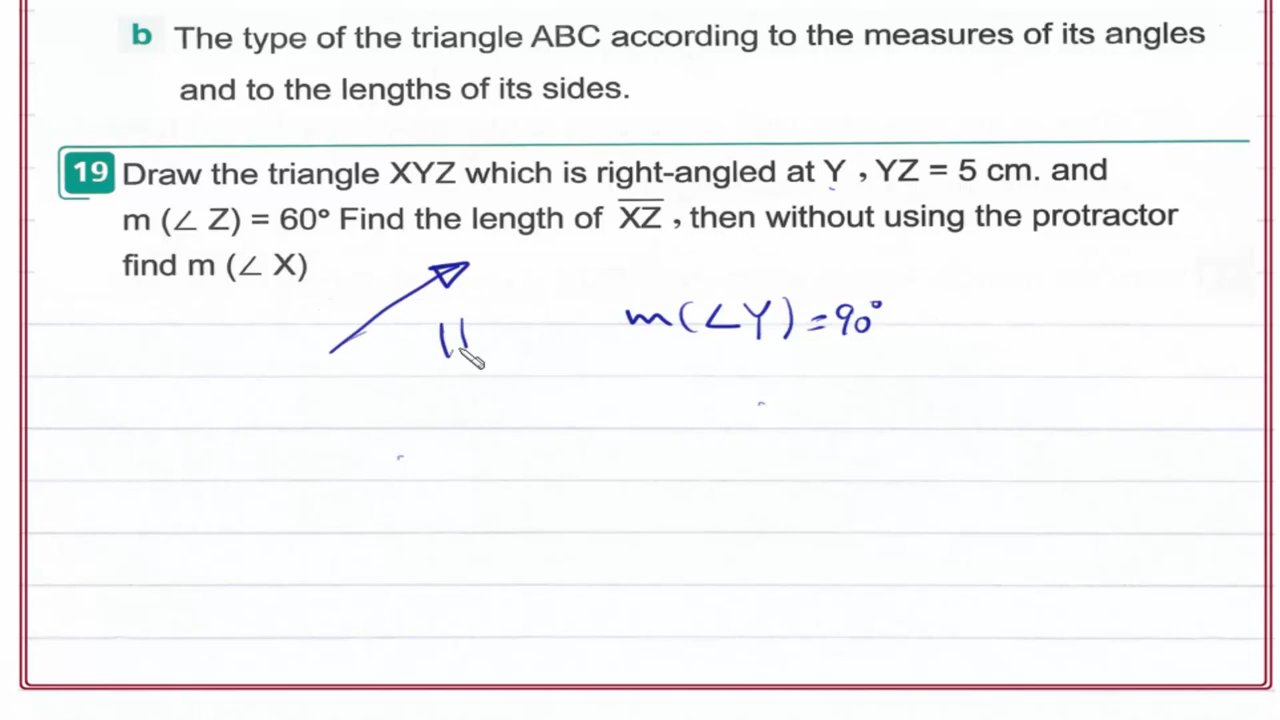 b The type of the triangle ABC according to the measures of its angles
and to the lengths of its sides.
19 Draw the triangle XYZ which is right-angled at Y , YZ = 5 cm. and
m (∠ Z) = 60° Find the length of X̅Z̅ , then without using the protractor
find m (∠ X)
m(∠Y) = 90°